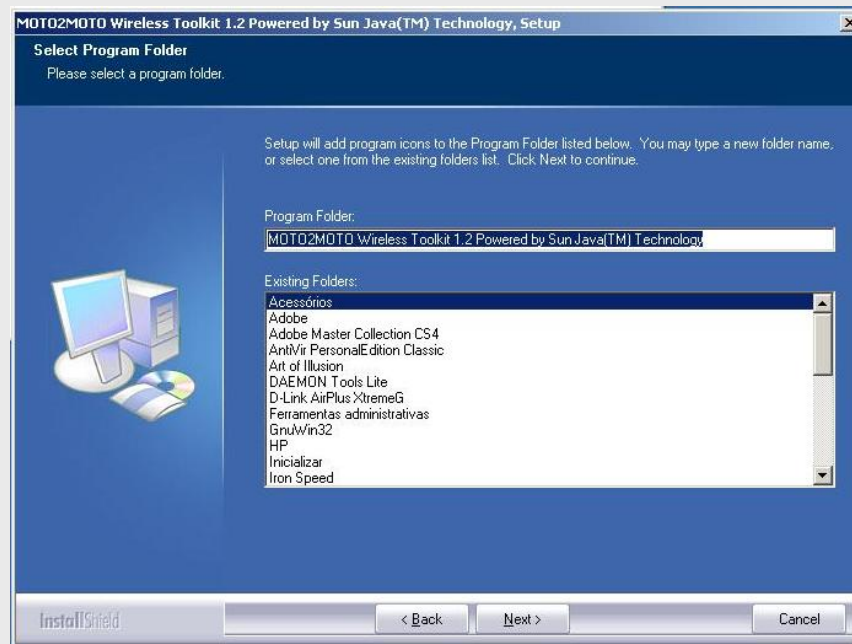 MOTO2MOTO Wireless Toolkit 1.2 Powered by Sun Java(TM) Technology, Setup
Select Program Folder
Please select a program folder.
Setup will add program icons to the Program Folder listed below. You may type a new folder name,
or select one from the existing folders list. Click Next to continue.
Program Folder:
MOTO2MOTO Wireless Toolkit 1.2 Powered by Sun Java(TM) Technology
Existing Folders:
Acessórios
Adobe
Adobe Master Collection CS4
AntiVir PersonalEdition Classic
Art of Illusion
DAEMON Tools Lite
D-Link AirPlus XtremeG
Ferramentas administrativas
GnuWin32
HP
Inicializar
Iron Speed
InstallShield
< Back
Next >
Cancel